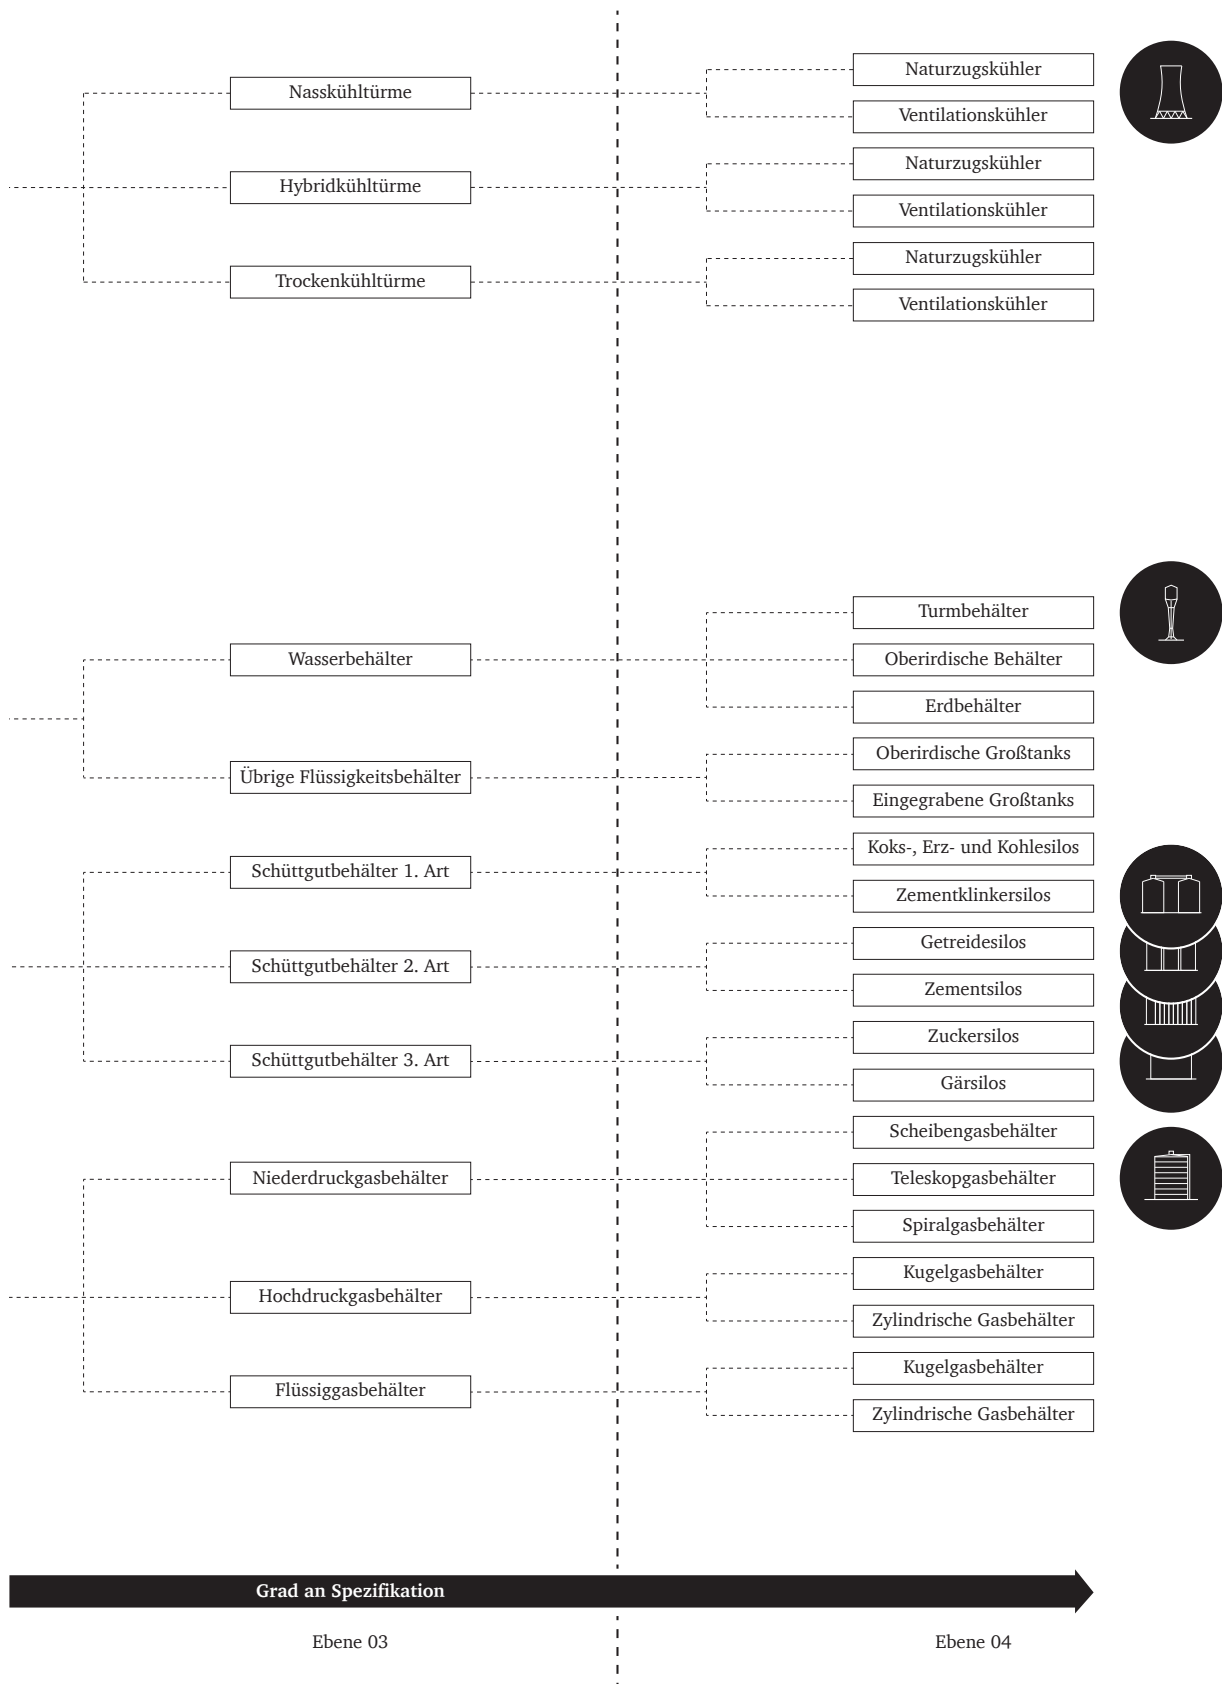 Nasskühltürme
Naturzugskühler
Ventilationskühler
Hybridkühltürme
Naturzugskühler
Ventilationskühler
Trockenkühltürme
Naturzugskühler
Ventilationskühler
Wasserbehälter
Turmbehälter
Oberirdische Behälter
Erdbehälter
Übrige Flüssigkeitsbehälter
Oberirdische Großtanks
Eingegrabene Großtanks
Schüttgutbehälter 1. Art
Koks-, Erz- und Kohlesilos
Zementklinkersilos
Schüttgutbehälter 2. Art
Getreidesilos
Zementsilos
Schüttgutbehälter 3. Art
Zuckersilos
Gärsilos
Niederdruckgasbehälter
Scheibengasbehälter
Teleskopgasbehälter
Spiralgasbehälter
Hochdruckgasbehälter
Kugelgasbehälter
Zylindrische Gasbehälter
Flüssiggasbehälter
Kugelgasbehälter
Zylindrische Gasbehälter
Grad an Spezifikation
Ebene 03
Ebene 04